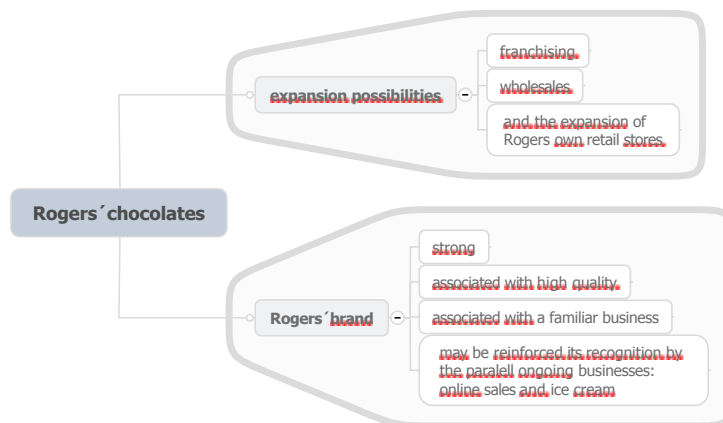 franchising
wholesales
expansion possibilities
and the expansion of
Rogers own retail stores
Rogers´chocolates
strong
associated with high quality
Rogers´brand
associated with a familiar business
may be reinforced its recognition by
the paralell ongoing businesses:
online sales and ice cream